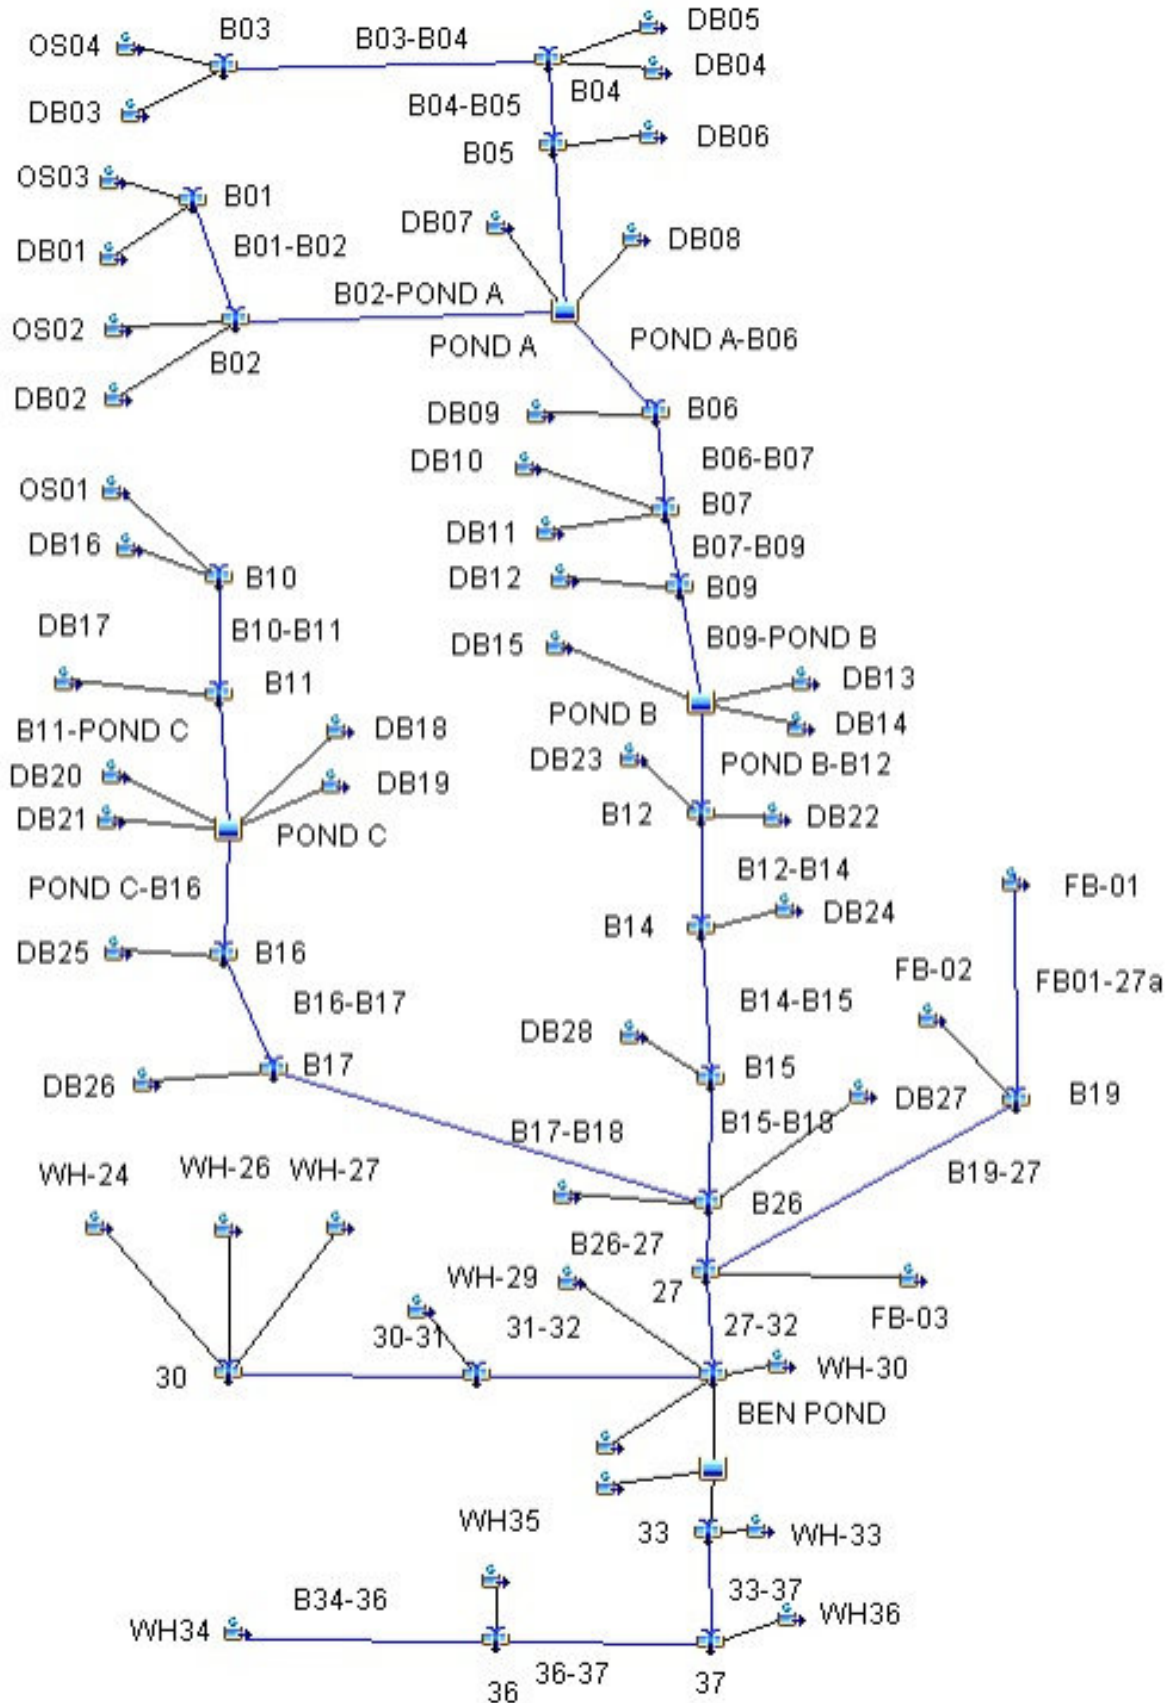 B03
OS04
B03-B04
DB05
DB04
B04
DB03
B04-B05
DB06
B05
OS03
B01
DB07
DB08
DB01
B01-B02
B02-POND A
OS02
POND A
POND A-B06
B02
DB02
DB09
B06
DB10
B06-B07
OS01
B07
DB11
DB16
B07-B09
DB12
B10
B09
DB17
B10-B11
B09-POND B
DB15
B11
DB13
POND B
DB14
B11-POND C
DB18
DB23
POND B-B12
DB20
DB19
DB21
B12
DB22
POND C
B12-B14
POND C-B16
FB-01
DB24
B14
DB25
B16
FB-02
FB01-27a
B16-B17
B14-B15
DB28
B17
B15
DB26
DB27
B19
B17-B18
B15-B18
WH-24
WH-26
WH-27
B19-27
B26
B26-27
WH-29
27
FB-03
30-31
31-32
27-32
30
WH-30
BEN POND
WH35
33
WH-33
B34-36
33-37
WH34
WH36
36-37
36
37